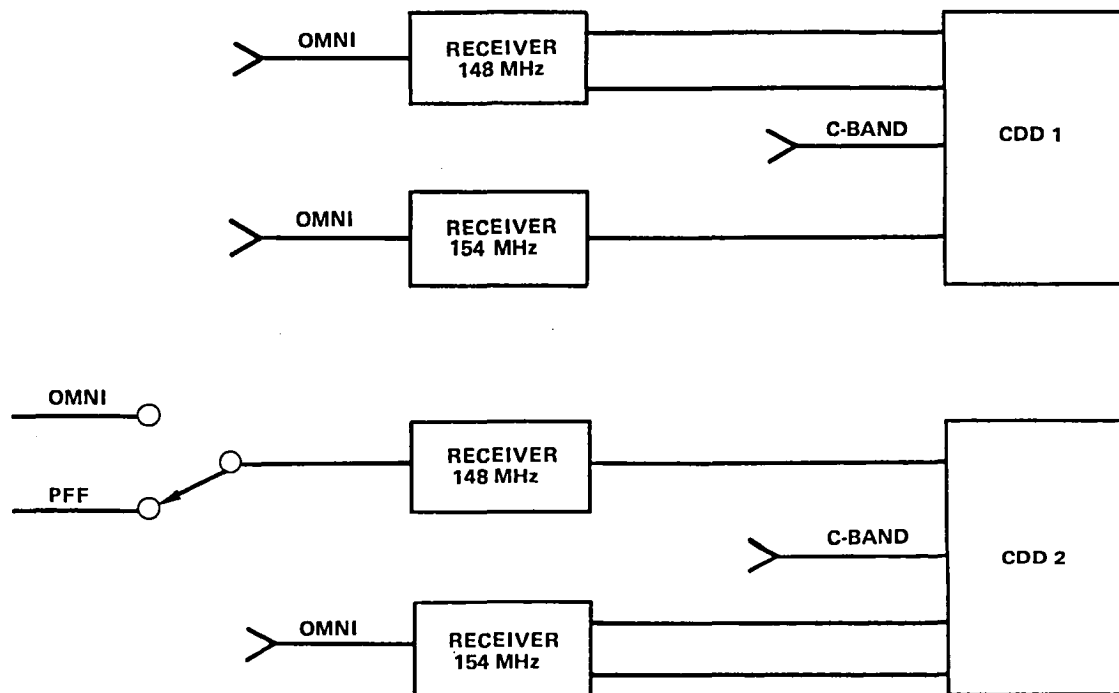 OMNI
RECEIVER
148 MHz
C-BAND
CDD 1
OMNI
RECEIVER
154 MHz
OMNI
PFF
RECEIVER
148 MHz
C-BAND
CDD 2
OMNI
RECEIVER
154 MHz